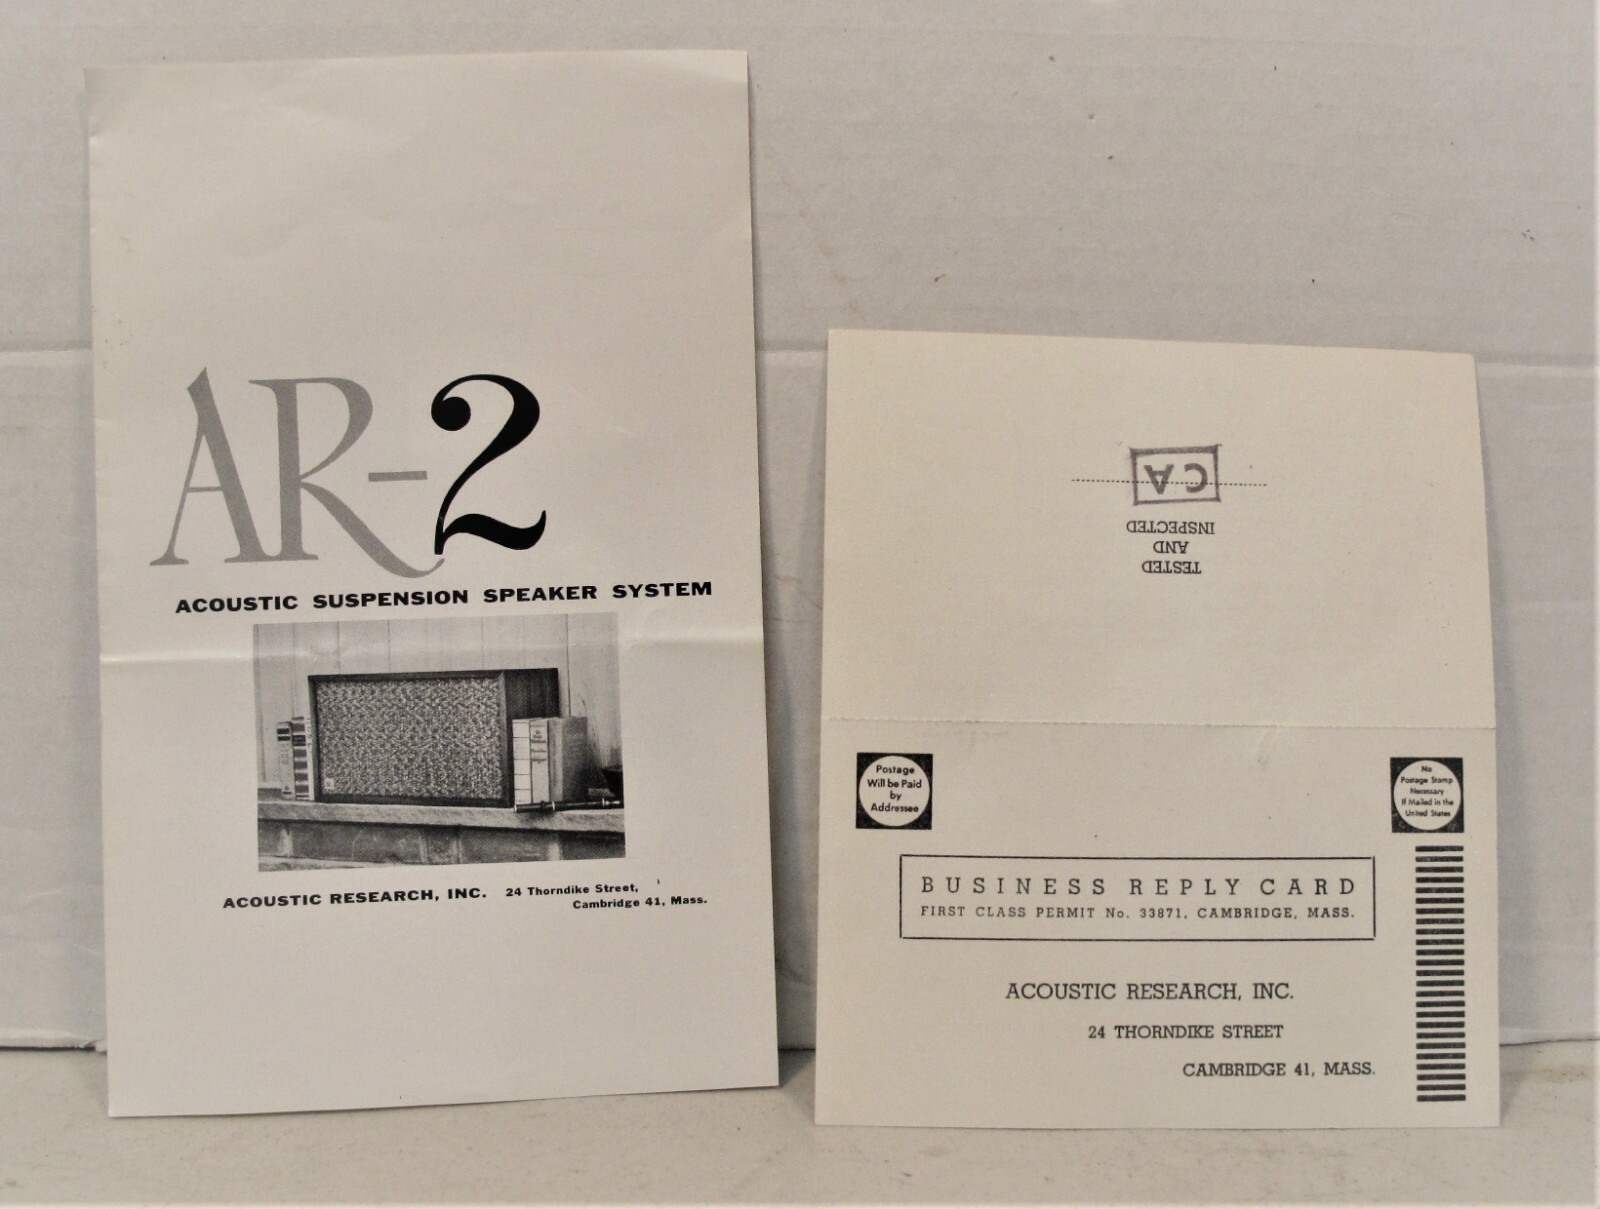 AR-2
ACOUSTIC SUSPENSION SPEAKER SYSTEM
ACOUSTIC RESEARCH, INC. 24 Thorndike Street,
Cambridge 41, Mass.
TESTED
AND
INSPECTED
CA
Postage
Will be Paid
by
Addressee
No
Postage Stamp
Necessary
If Mailed in the
United States
BUSINESS REPLY CARD
FIRST CLASS PERMIT No. 33871, CAMBRIDGE, MASS.
ACOUSTIC RESEARCH, INC.
24 THORNDIKE STREET
CAMBRIDGE 41, MASS.